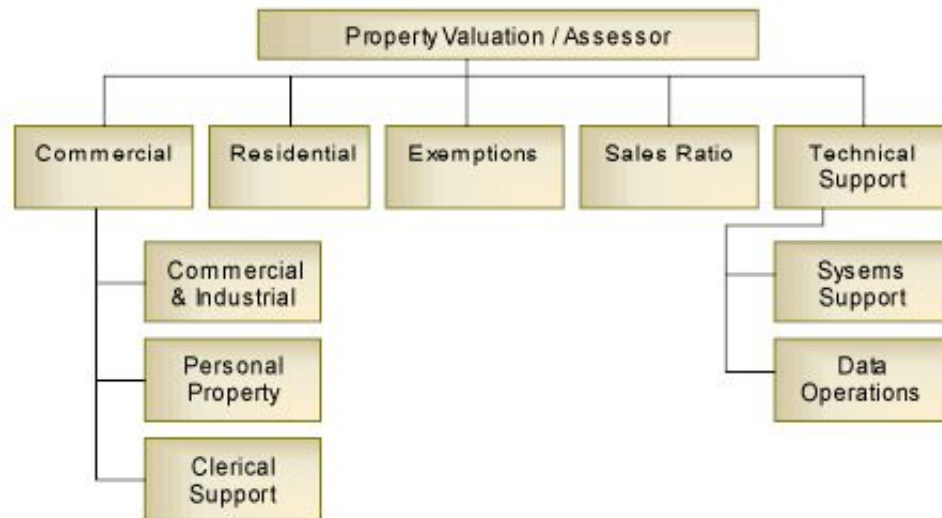 Property Valuation / Assessor
Commercial
Residential
Exemptions
Sales Ratio
Technical
Support
Commercial
& Industrial
Personal
Property
Clerical
Support
Sysems
Support
Data
Operations